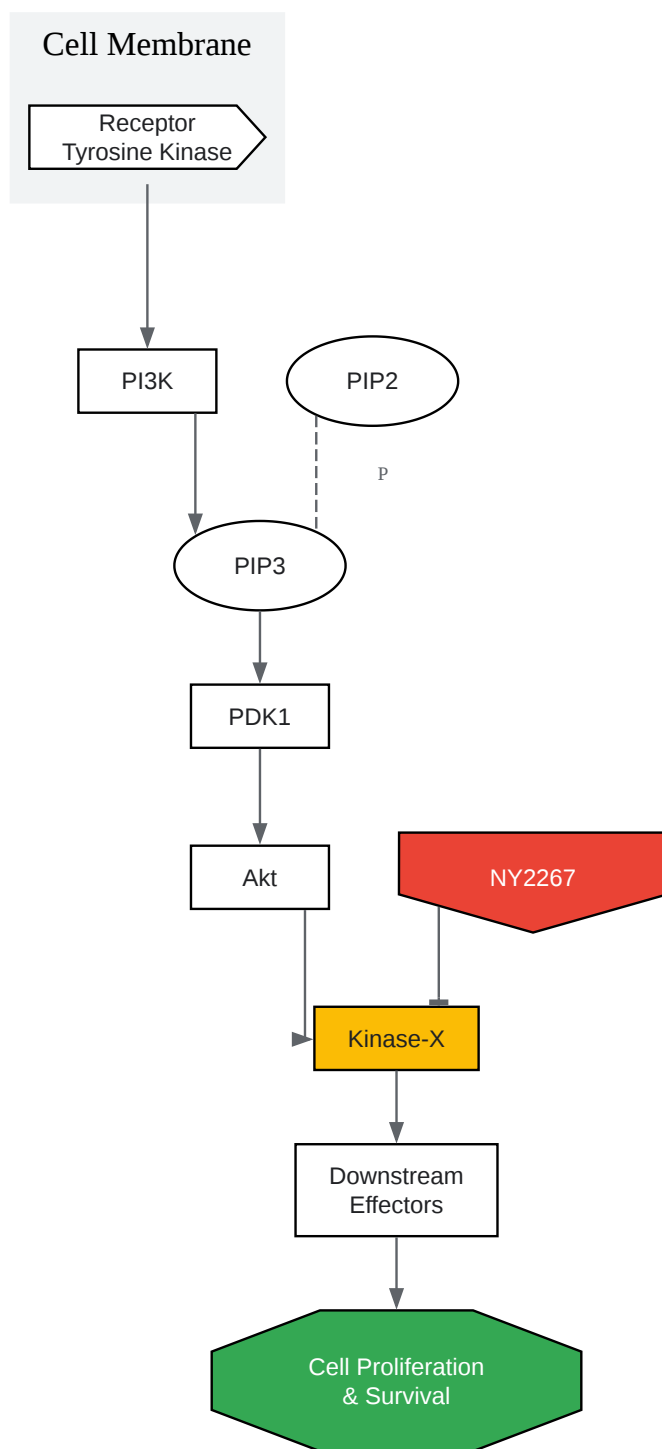 Cell Membrane
Receptor
Tyrosine Kinase
PI3K
PIP2
P
PIP3
PDK1
Akt
NY2267
Kinase-X
Downstream
Effectors
Cell Proliferation
& Survival